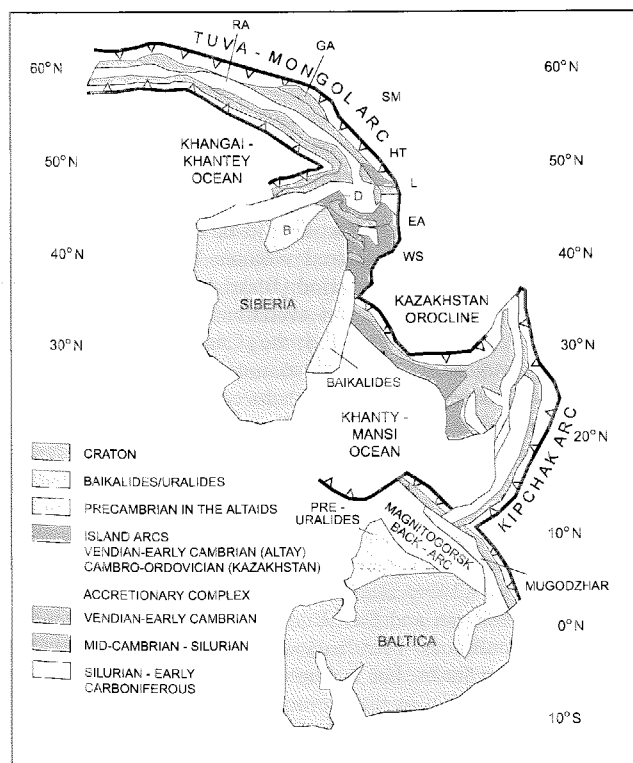 RA
GA
TUVA - MONGOL ARC
60°N
60°N
SM
KHANGAI -
KHANTEY
OCEAN
HT
50°N
50°N
L
D
EA
B
40°N
WS
40°N
SIBERIA
KAZAKHSTAN
OROCLINE
30°N
30°N
BAIKALIDES
KHANTY -
MANSI
OCEAN
20°N
CRATON
BAIKALIDES/URALIDES
PRECAMBRIAN IN THE ALTAIDS
ISLAND ARCS
VENDIAN-EARLY CAMBRIAN (ALTAY)
CAMBRO-ORDOVICIAN (KAZAKHSTAN)
ACCRETIONARY COMPLEX
VENDIAN-EARLY CAMBRIAN
MID-CAMBRIAN - SILURIAN
SILURIAN - EARLY
CARBONIFEROUS
KIPCHAK ARC
PRE-
URALIDES
MAGNITOGORSK
BACK - ARC
10°N
MUGODZHAR
0°N
BALTICA
10°S